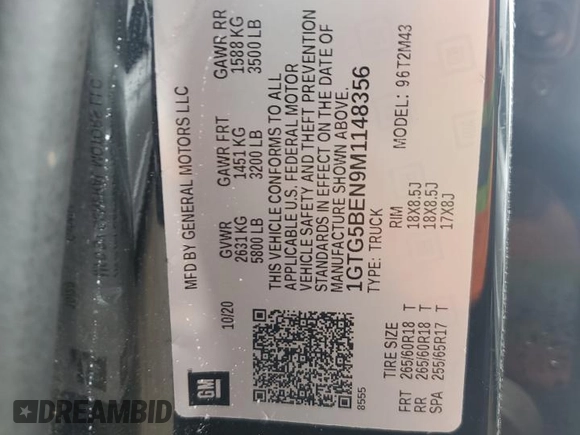 MFD BY GENERAL MOTORS LLC
10/20
GVWR GAWR FRT GAWR RR
2631 KG 1451 KG 1588 KG
5800 LB 3200 LB 3500 LB
THIS VEHICLE CONFORMS TO ALL
APPLICABLE U.S. FEDERAL MOTOR
VEHICLE SAFETY AND THEFT PREVENTION
STANDARDS IN EFFECT ON THE DATE OF
MANUFACTURE SHOWN ABOVE.
1GTG5BEN9M1148356
TYPE: TRUCK 96T2M43
GM
8555
TIRE SIZE RIM
FRT 265/60R18 T 18X8.5J
RR 265/60R18 T 18X8.5J
SPA 255/65R17 T 17X8J
DREAMBID